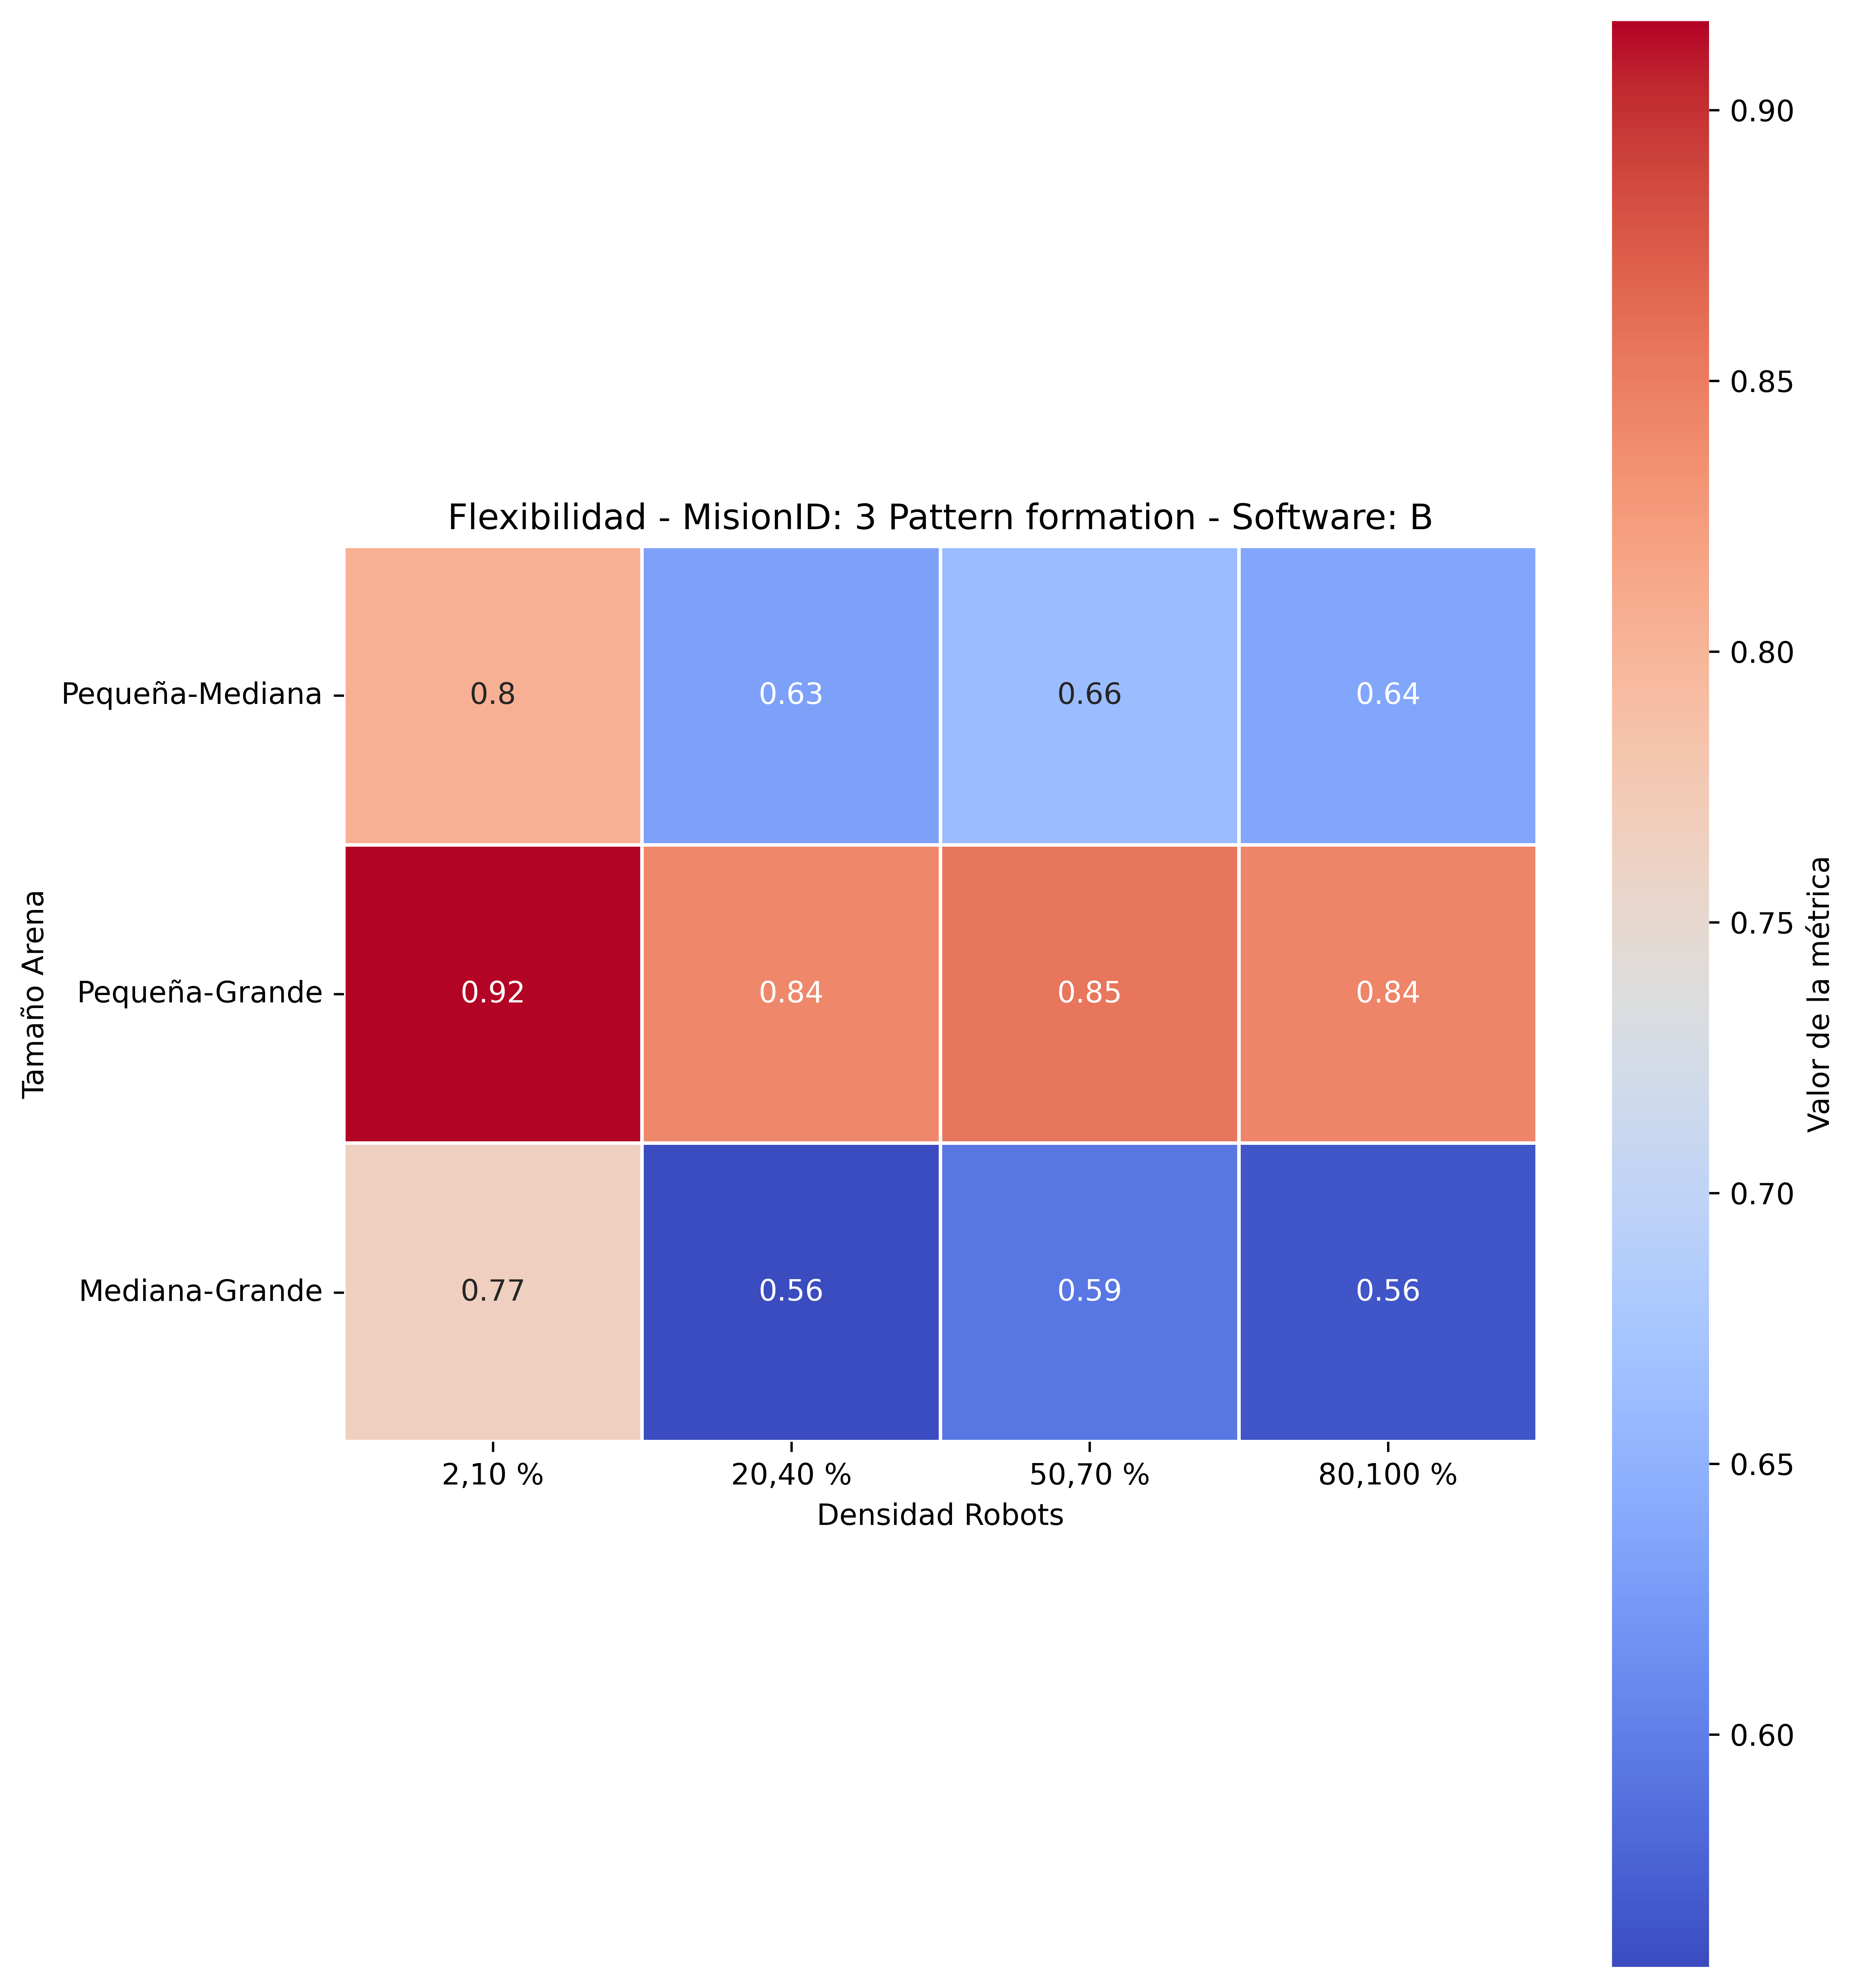 Flexibilidad - MisionID: 3 Pattern formation - Software: B
Tamaño Arena
Pequeña-Mediana
0.8 0.63 0.66 0.64
Pequeña-Grande
0.92 0.84 0.85 0.84
Mediana-Grande
0.77 0.56 0.59 0.56
2,10 % 20,40 % 50,70 % 80,100 %
Densidad Robots
0.90
0.85
0.80
0.75
0.70
0.65
0.60
Valor de la métrica